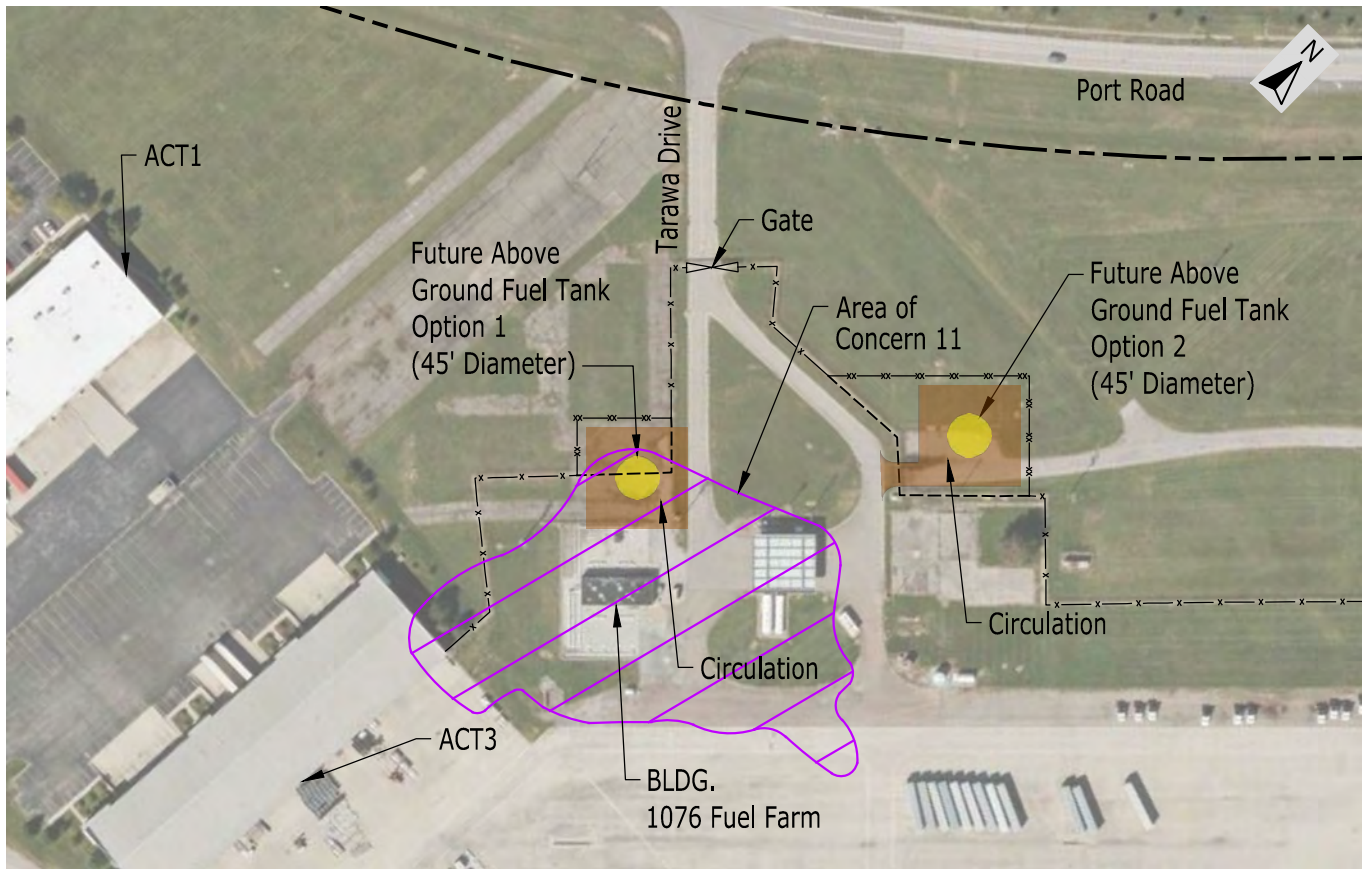 N
Port Road
Tarawa Drive
ACT1
Gate
Future Above
Ground Fuel Tank
Option 1
(45' Diameter)
Area of
Concern 11
Future Above
Ground Fuel Tank
Option 2
(45' Diameter)
Circulation
Circulation
ACT3
BLDG.
1076 Fuel Farm